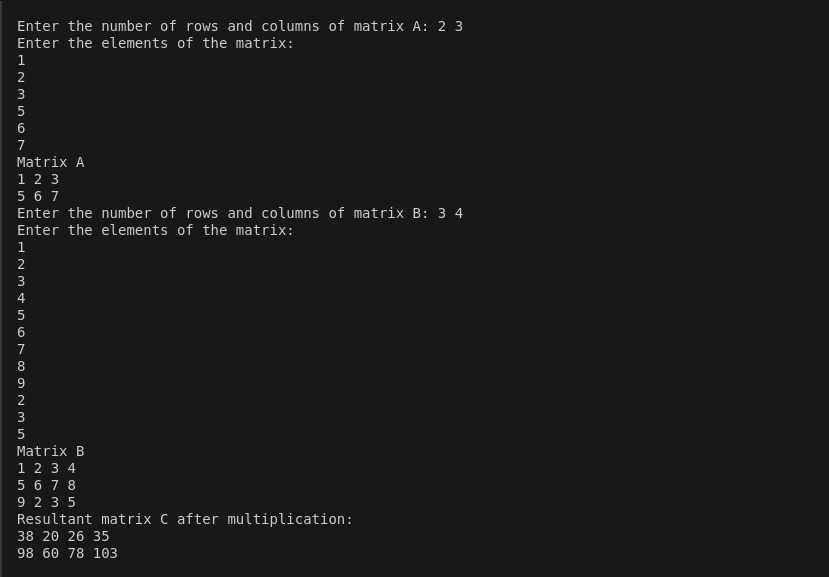 Enter the number of rows and columns of matrix A: 2 3
Enter the elements of the matrix:
1
2
3
5
6
7
Matrix A
1 2 3
5 6 7
Enter the number of rows and columns of matrix B: 3 4
Enter the elements of the matrix:
1
2
3
4
5
6
7
8
9
2
3
5
Matrix B
1 2 3 4
5 6 7 8
9 2 3 5
Resultant matrix C after multiplication:
38 20 26 35
98 60 78 103